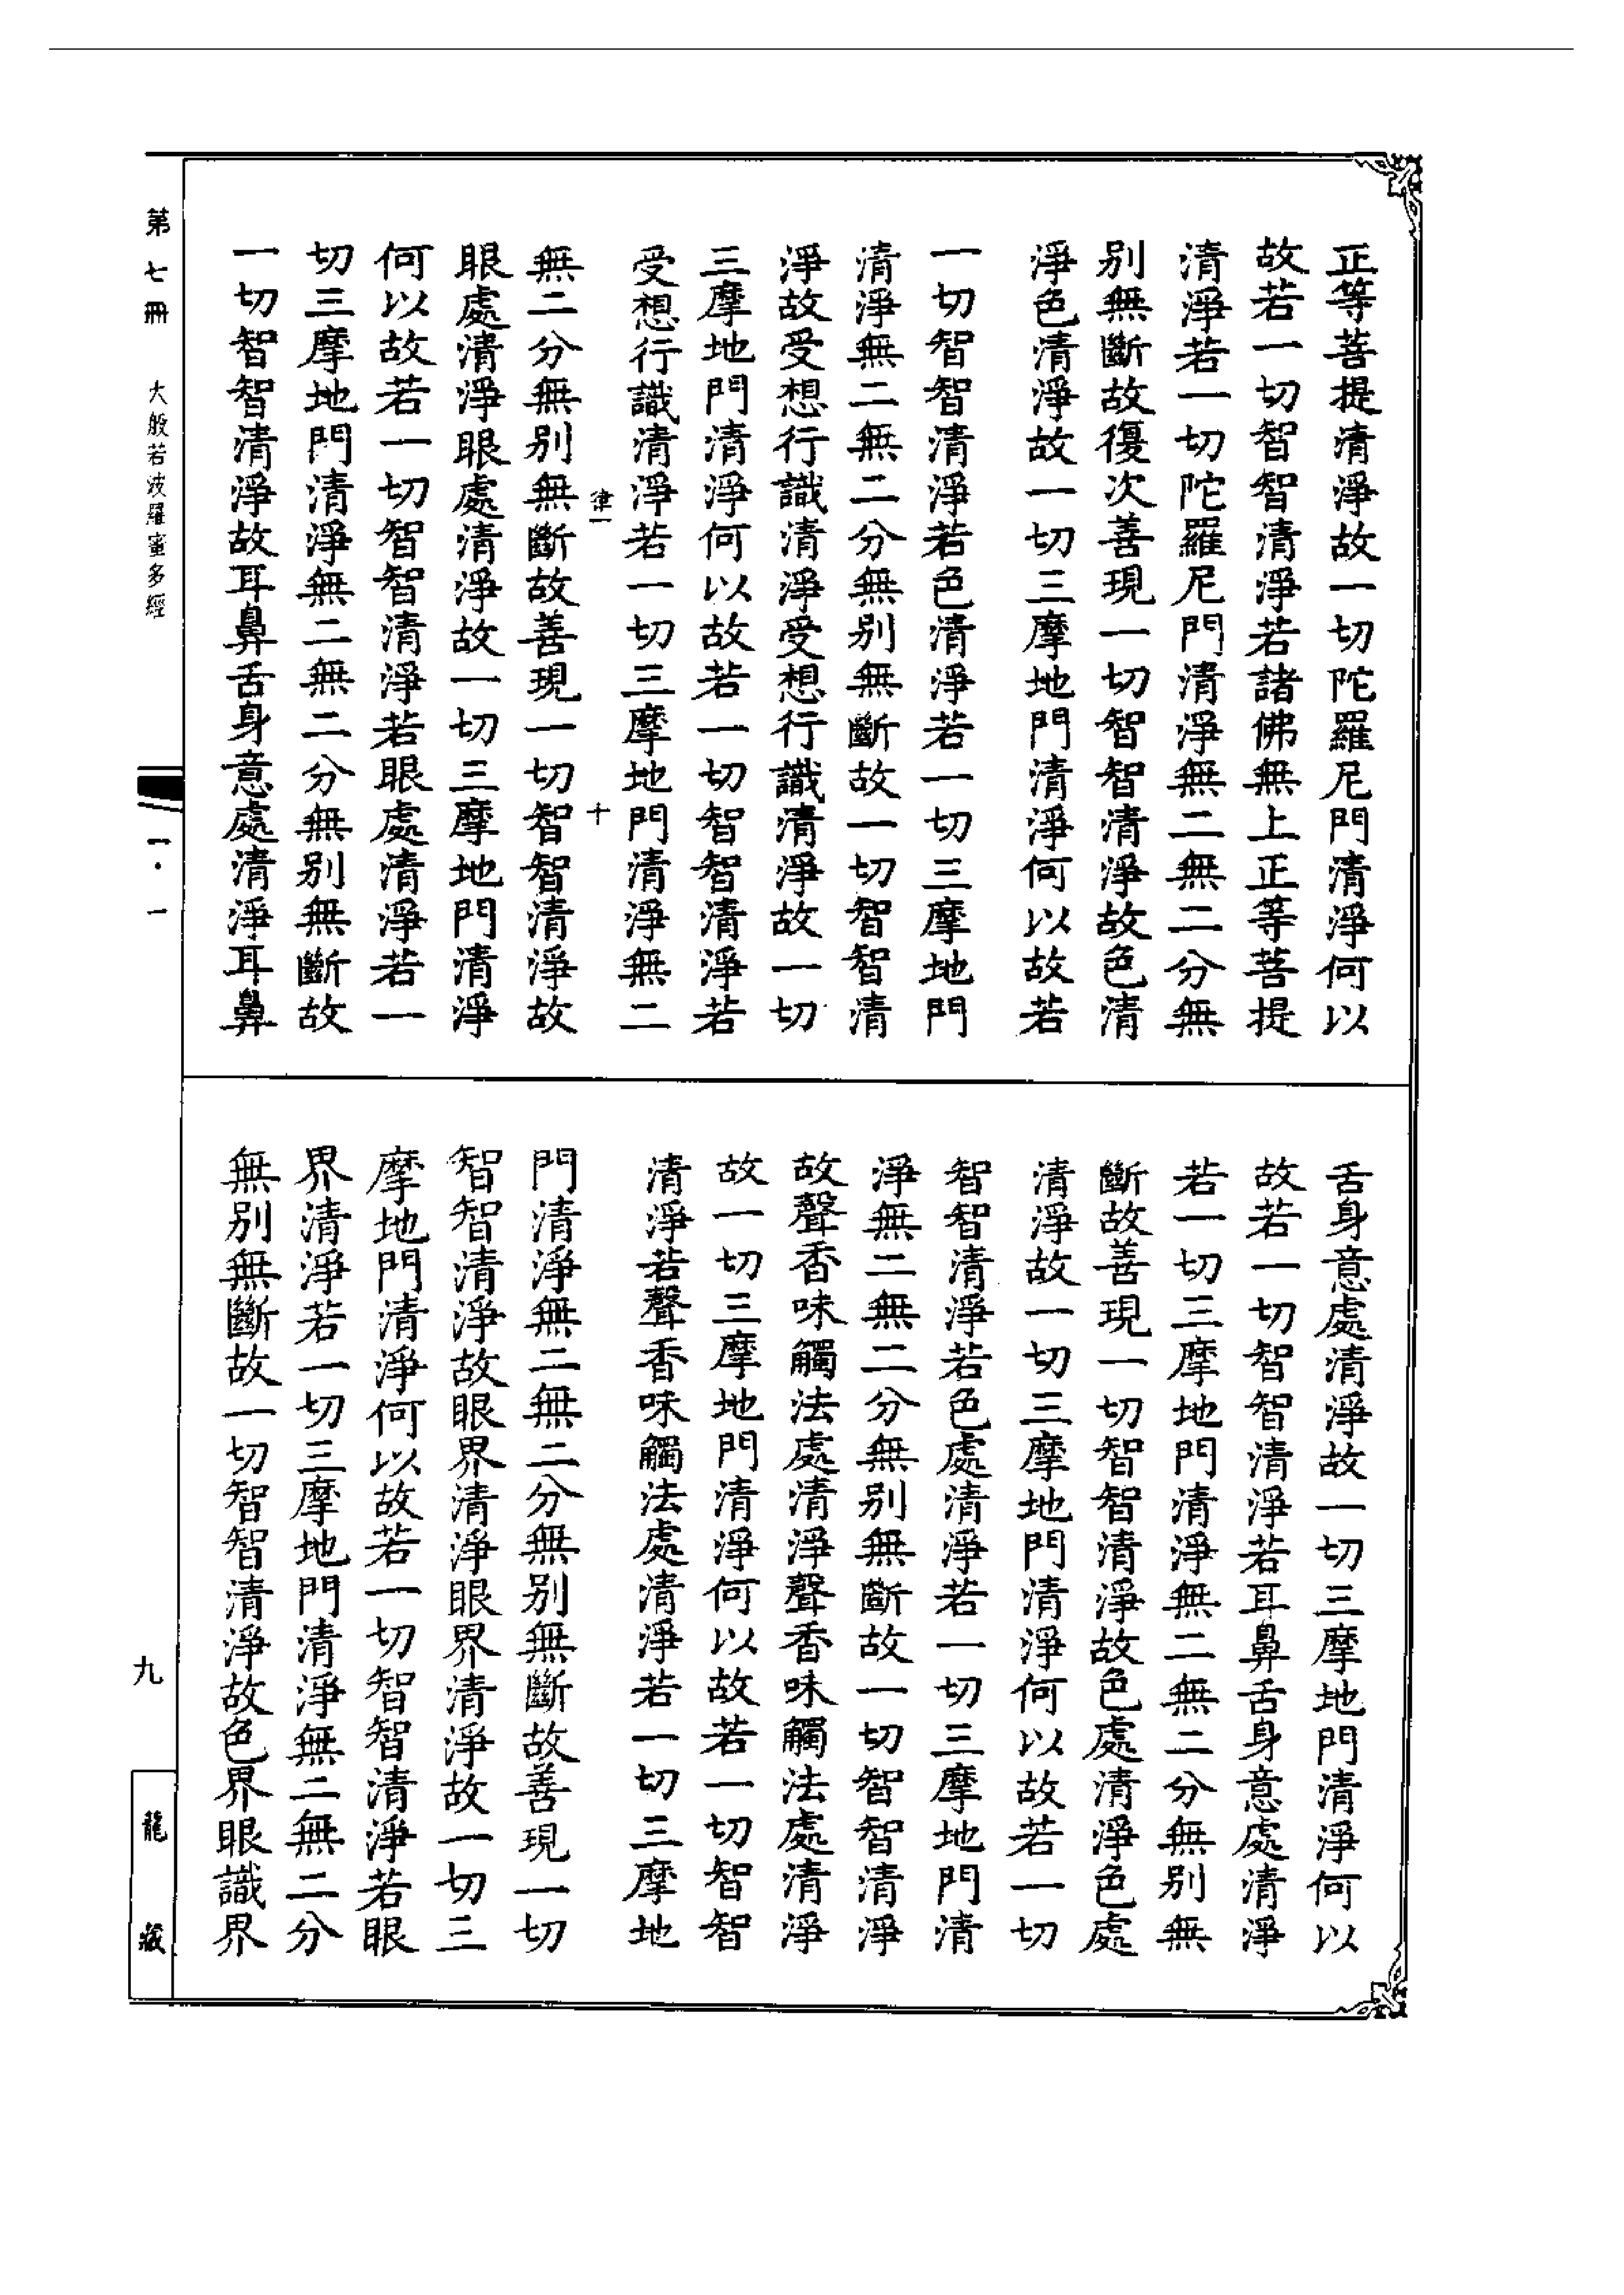 正等菩提清淨故一切陀羅尼門清淨何以
故若一切智智清淨若諸佛無上正等菩提
清淨若一切陀羅尼門清淨無二無二分無
別無斷故復次善現一切智智清淨故色清
淨色清淨故一切三摩地門清淨何以故若
一切智智清淨若色清淨若一切三摩地門
清淨無二無二分無別無斷故一切智智清
淨故受想行識清淨受想行識清淨故一切
三摩地門清淨何以故若一切智智清淨若
受想行識清淨若一切三摩地門清淨無二
律一 十
無二分無別無斷故善現一切智智清淨故
眼處清淨眼處清淨故一切三摩地門清淨
何以故若一切智智清淨若眼處清淨若一
切三摩地門清淨無二無二分無別無斷故
一切智智清淨故耳鼻舌身意處清淨耳鼻
舌身意處清淨故一切三摩地門清淨何以
故若一切智智清淨若耳鼻舌身意處清淨
若一切三摩地門清淨無二無二分無別無
斷故善現一切智智清淨故色處清淨色處
清淨故一切三摩地門清淨何以故若一切
智智清淨若色處清淨若一切三摩地門清
淨無二無二分無別無斷故一切智智清淨
故聲香味觸法處清淨聲香味觸法處清淨
故一切三摩地門清淨何以故若一切智智
清淨若聲香味觸法處清淨若一切三摩地
門清淨無二無二分無別無斷故善現一切
智智清淨故眼界清淨眼界清淨故一切三
摩地門清淨何以故若一切智智清淨若眼
界清淨若一切三摩地門清淨無二無二分
無別無斷故一切智智清淨故色界眼識界
第七冊 大般若波羅蜜多經
一·一
九
龍藏